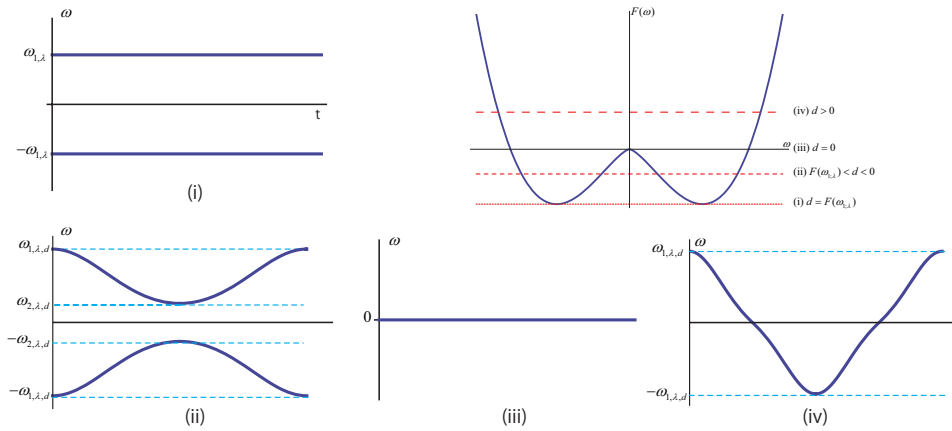 ω
ω1,λ
t
−ω1,λ
(i)
F(ω)
(iv) d > 0
ω (iii) d = 0
(ii) F(ω1;λ) < d < 0
(i) d = F(ω1;λ)
ω
ω1,λ,d
ω2,λ,d
−ω2,λ,d
−ω1,λ,d
(ii)
ω
0
(iii)
ω
ω1,λ,d
−ω1,λ,d
(iv)